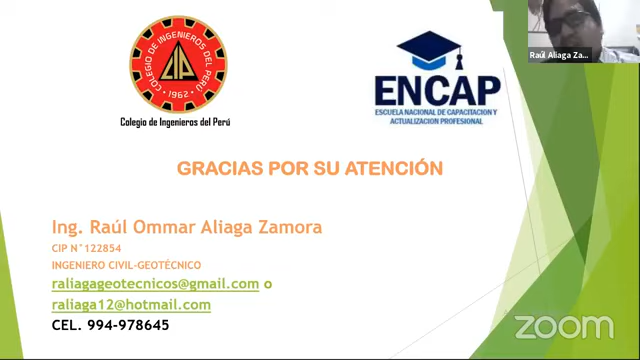 COLEGIO DE INGENIEROS DEL PERÚ
CIP
1962
Colegio de Ingenieros del Perú
ENCAP
ESCUELA NACIONAL DE CAPACITACION Y
ACTUALIZACIÓN PROFESIONAL
Raúl Aliaga Za...
GRACIAS POR SU ATENCIÓN
Ing. Raúl Ommar Aliaga Zamora
CIP N°122854
INGENIERO CIVIL-GEOTÉCNICO
raliagageotecnicos@gmail.com o
raliaga12@hotmail.com
CEL. 994-978645
zoom